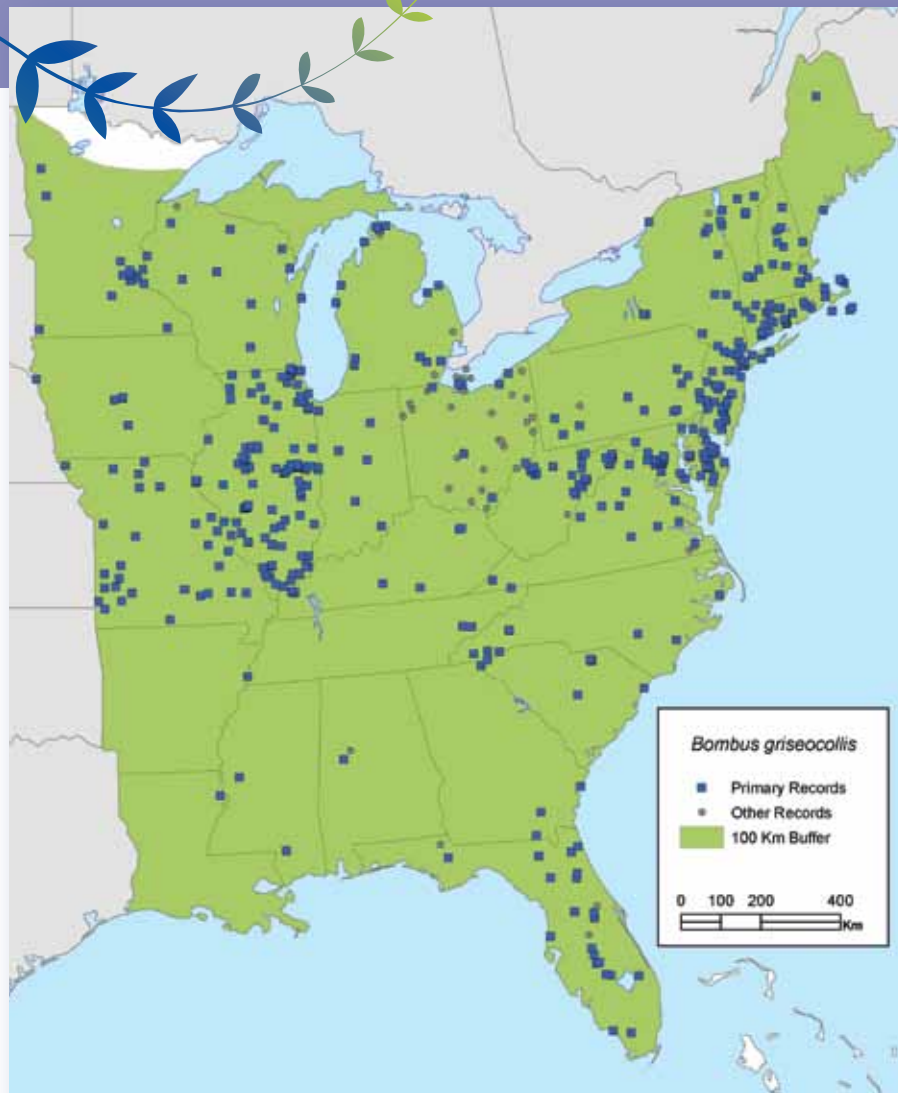 Bombus griseocollis
Primary Records
Other Records
100 Km Buffer
0 100 200 400
Km